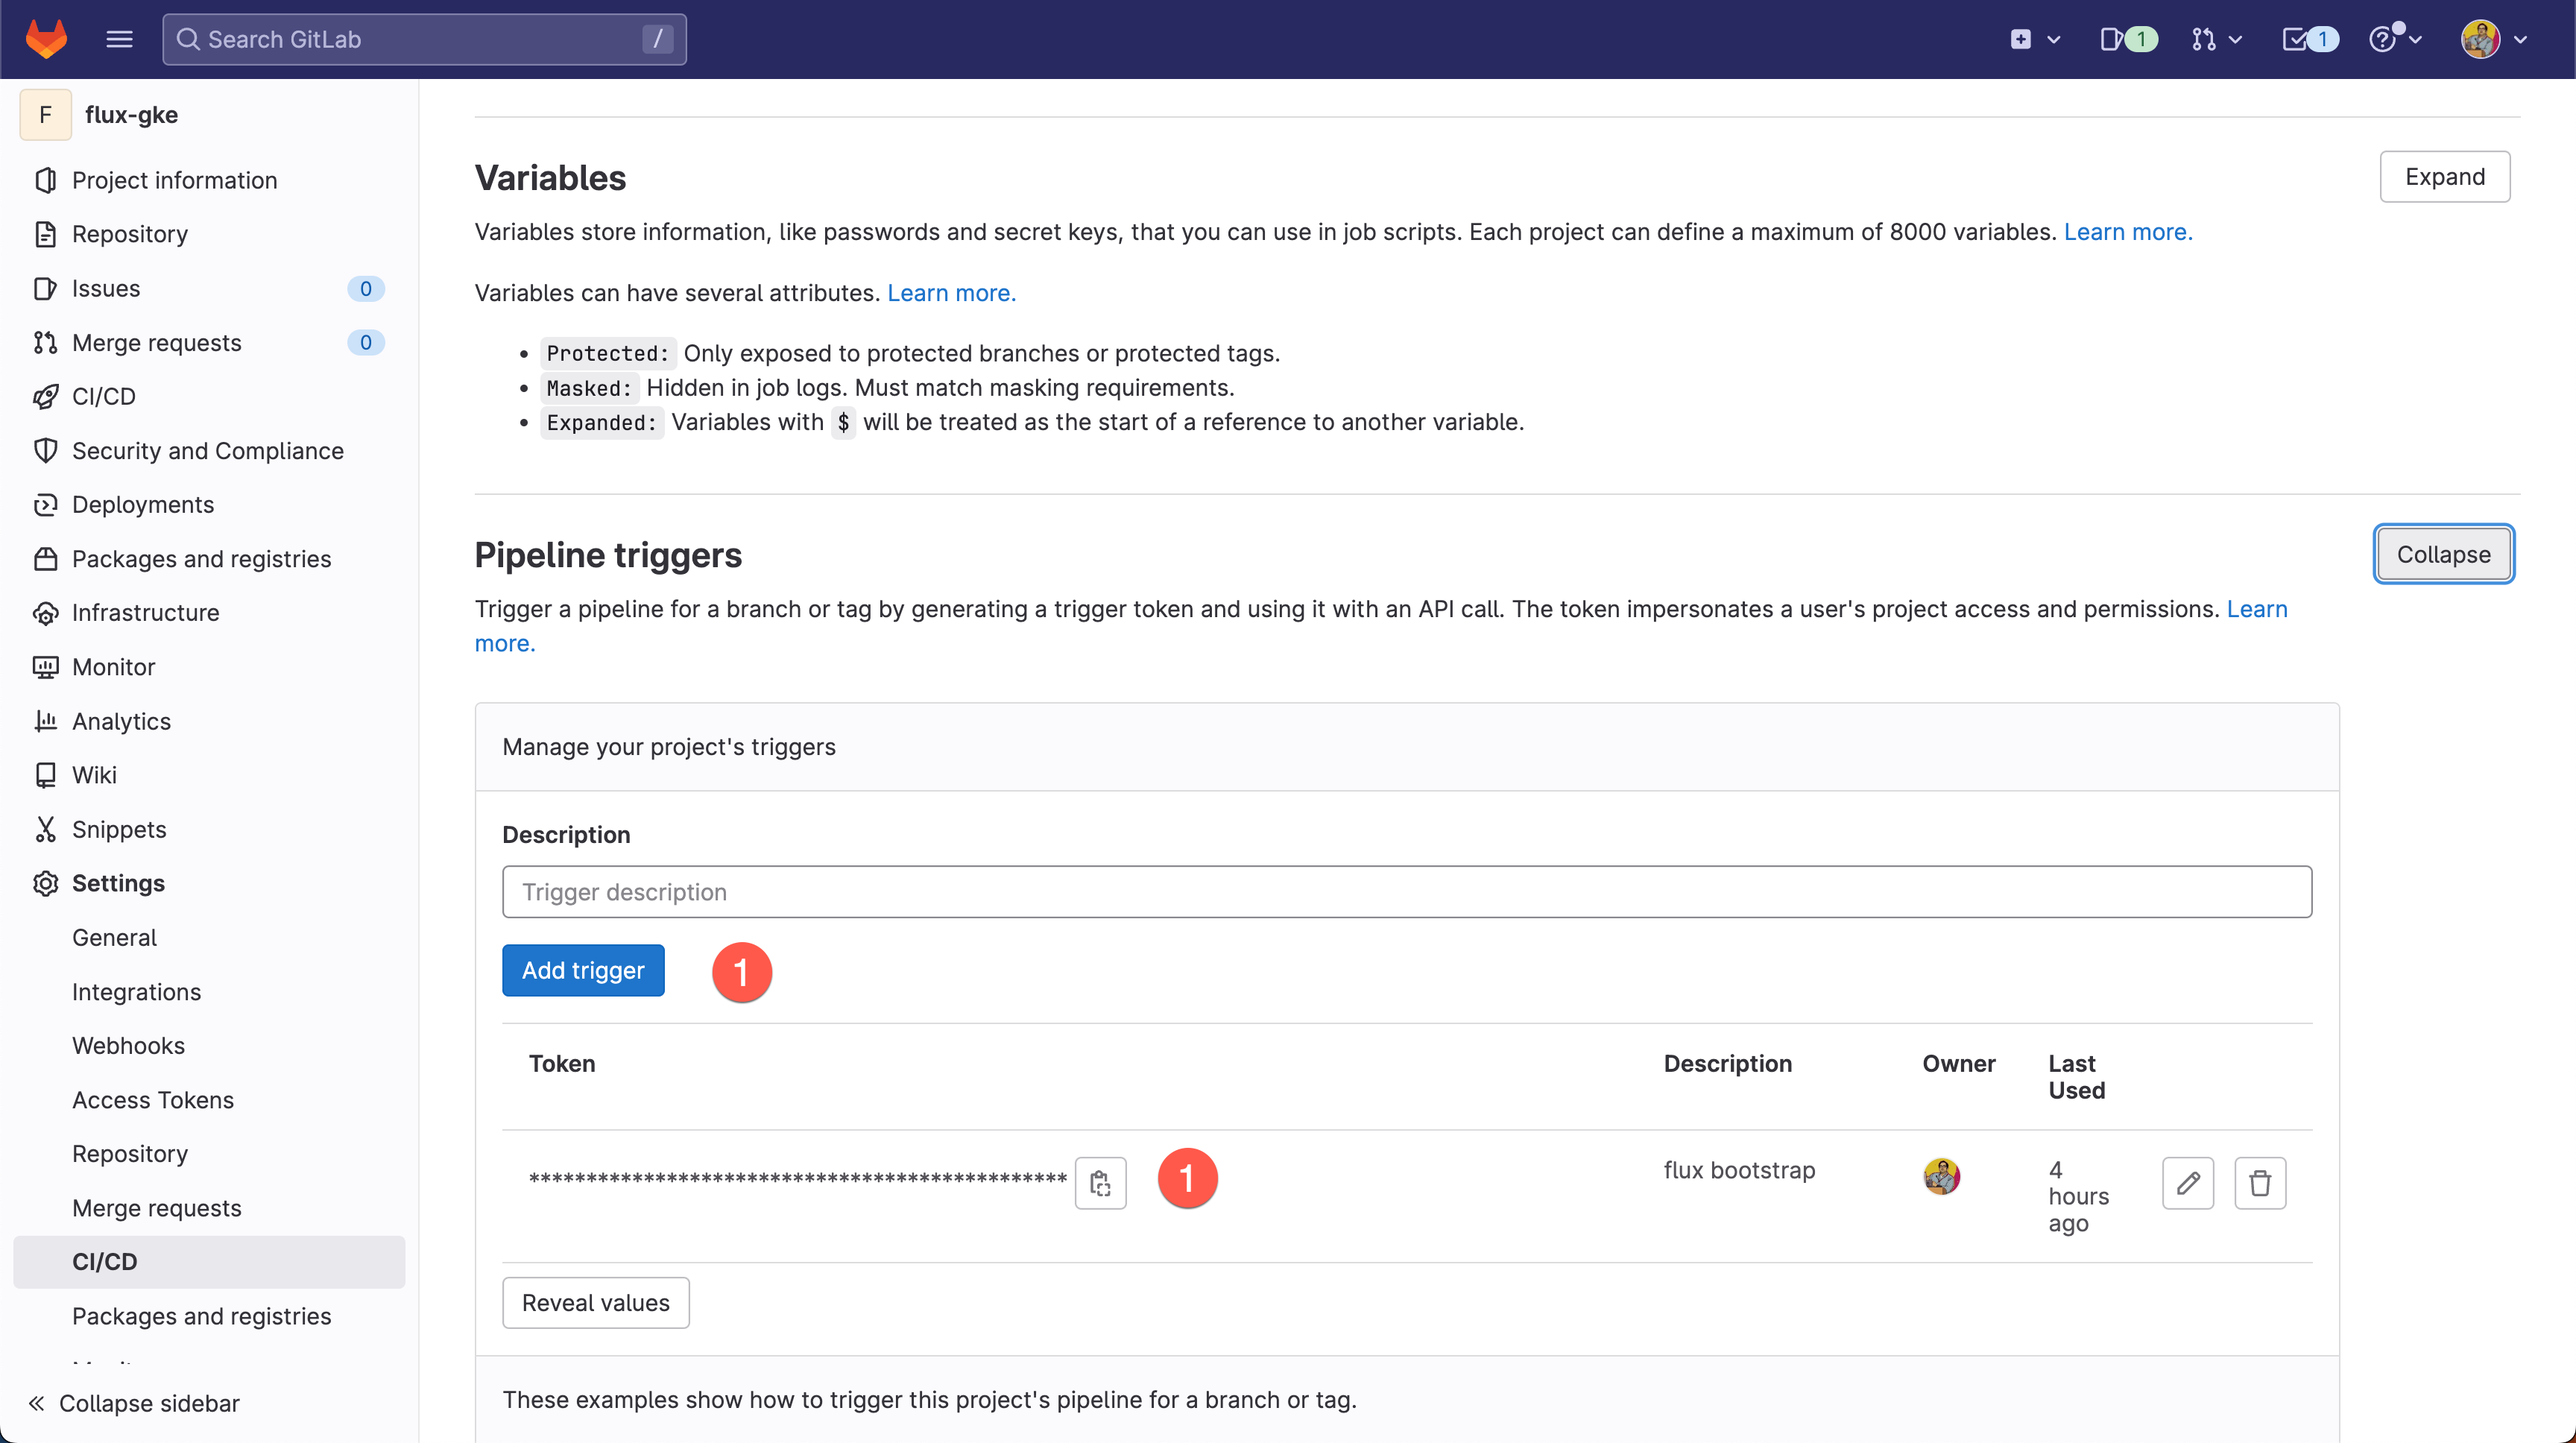 Search GitLab
/
1
1
F
flux-gke
Project information
Repository
Issues
0
Merge requests
0
CI/CD
Security and Compliance
Deployments
Packages and registries
Infrastructure
Monitor
Analytics
Wiki
Snippets
Settings
General
Integrations
Webhooks
Access Tokens
Repository
Merge requests
CI/CD
Packages and registries
Collapse sidebar
Variables
Expand
Variables store information, like passwords and secret keys, that you can use in job scripts. Each project can define a maximum of 8000 variables. Learn more.
Variables can have several attributes. Learn more.
Protected: Only exposed to protected branches or protected tags.
Masked: Hidden in job logs. Must match masking requirements.
Expanded: Variables with $ will be treated as the start of a reference to another variable.
Pipeline triggers
Collapse
Trigger a pipeline for a branch or tag by generating a trigger token and using it with an API call. The token impersonates a user's project access and permissions. Learn
more.
Manage your project's triggers
Description
Trigger description
Add trigger
1
Token
Description
Owner
Last
Used
***********************************************
1
flux bootstrap
4
hours
ago
Reveal values
These examples show how to trigger this project's pipeline for a branch or tag.